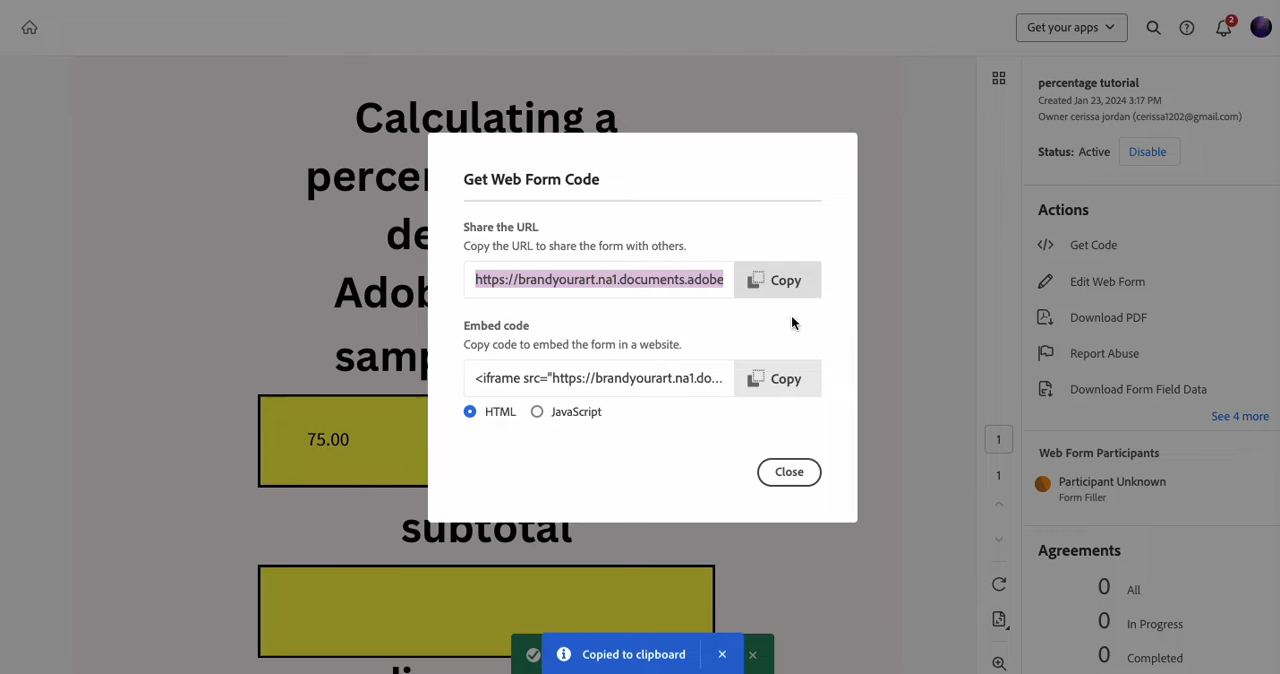 Get your apps
2
Calculating a
percer
de
Adob
samp
75.00
subtotal
Get Web Form Code
Share the URL
Copy the URL to share the form with others.
https://brandyourart.na1.documents.adobe
Copy
Embed code
Copy code to embed the form in a website.
<iframe src="https://brandyourart.na1.do...
Copy
HTML
JavaScript
Close
Copied to clipboard
percentage tutorial
Created Jan 23, 2024 3:17 PM
Owner cerissa jordan (cerissa1202@gmail.com)
Status: Active
Disable
Actions
Get Code
Edit Web Form
Download PDF
Report Abuse
Download Form Field Data
See 4 more
1
1
Web Form Participants
Participant Unknown
Form Filler
Agreements
0 All
0 In Progress
0 Completed